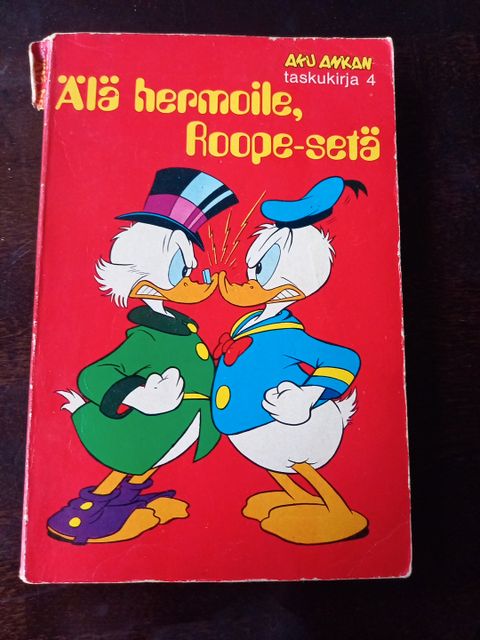 AKU ANKAN
taskukirja 4
Älä hermoile,
Roope-setä